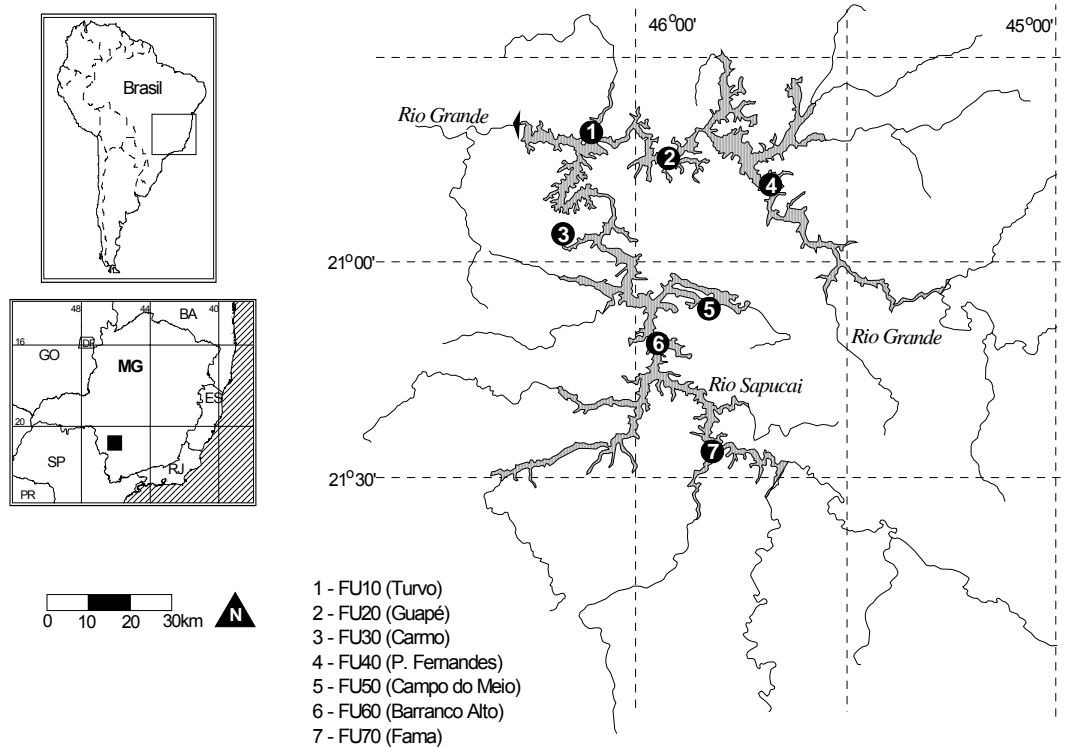 Brasil
48
44
40
BA
16
DF
GO
MG
ES
20
SP
RJ
PR
0 10 20 30km
N
46°00'
45°00'
Rio Grande
1
2
4
3
21°00'
5
Rio Grande
6
Rio Sapucai
7
21°30'
1 - FU10 (Turvo)
2 - FU20 (Guapé)
3 - FU30 (Carmo)
4 - FU40 (P. Fernandes)
5 - FU50 (Campo do Meio)
6 - FU60 (Barranco Alto)
7 - FU70 (Fama)